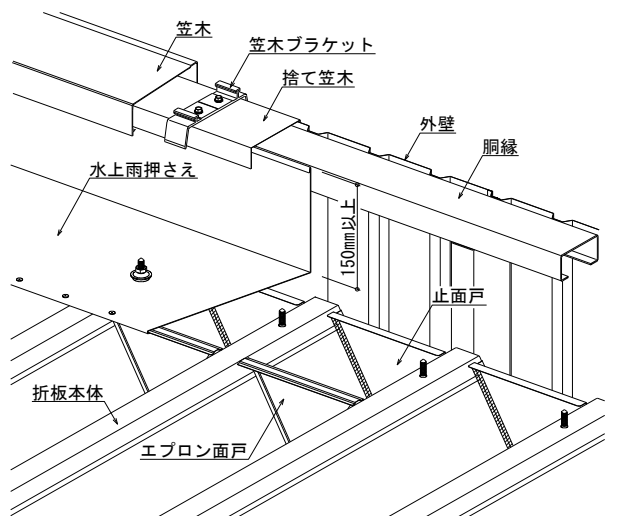 笠木
笠木ブラケット
捨て笠木
外壁
胴縁
水上雨押さえ
150mm以上
止面戸
折板本体
エプロン面戸